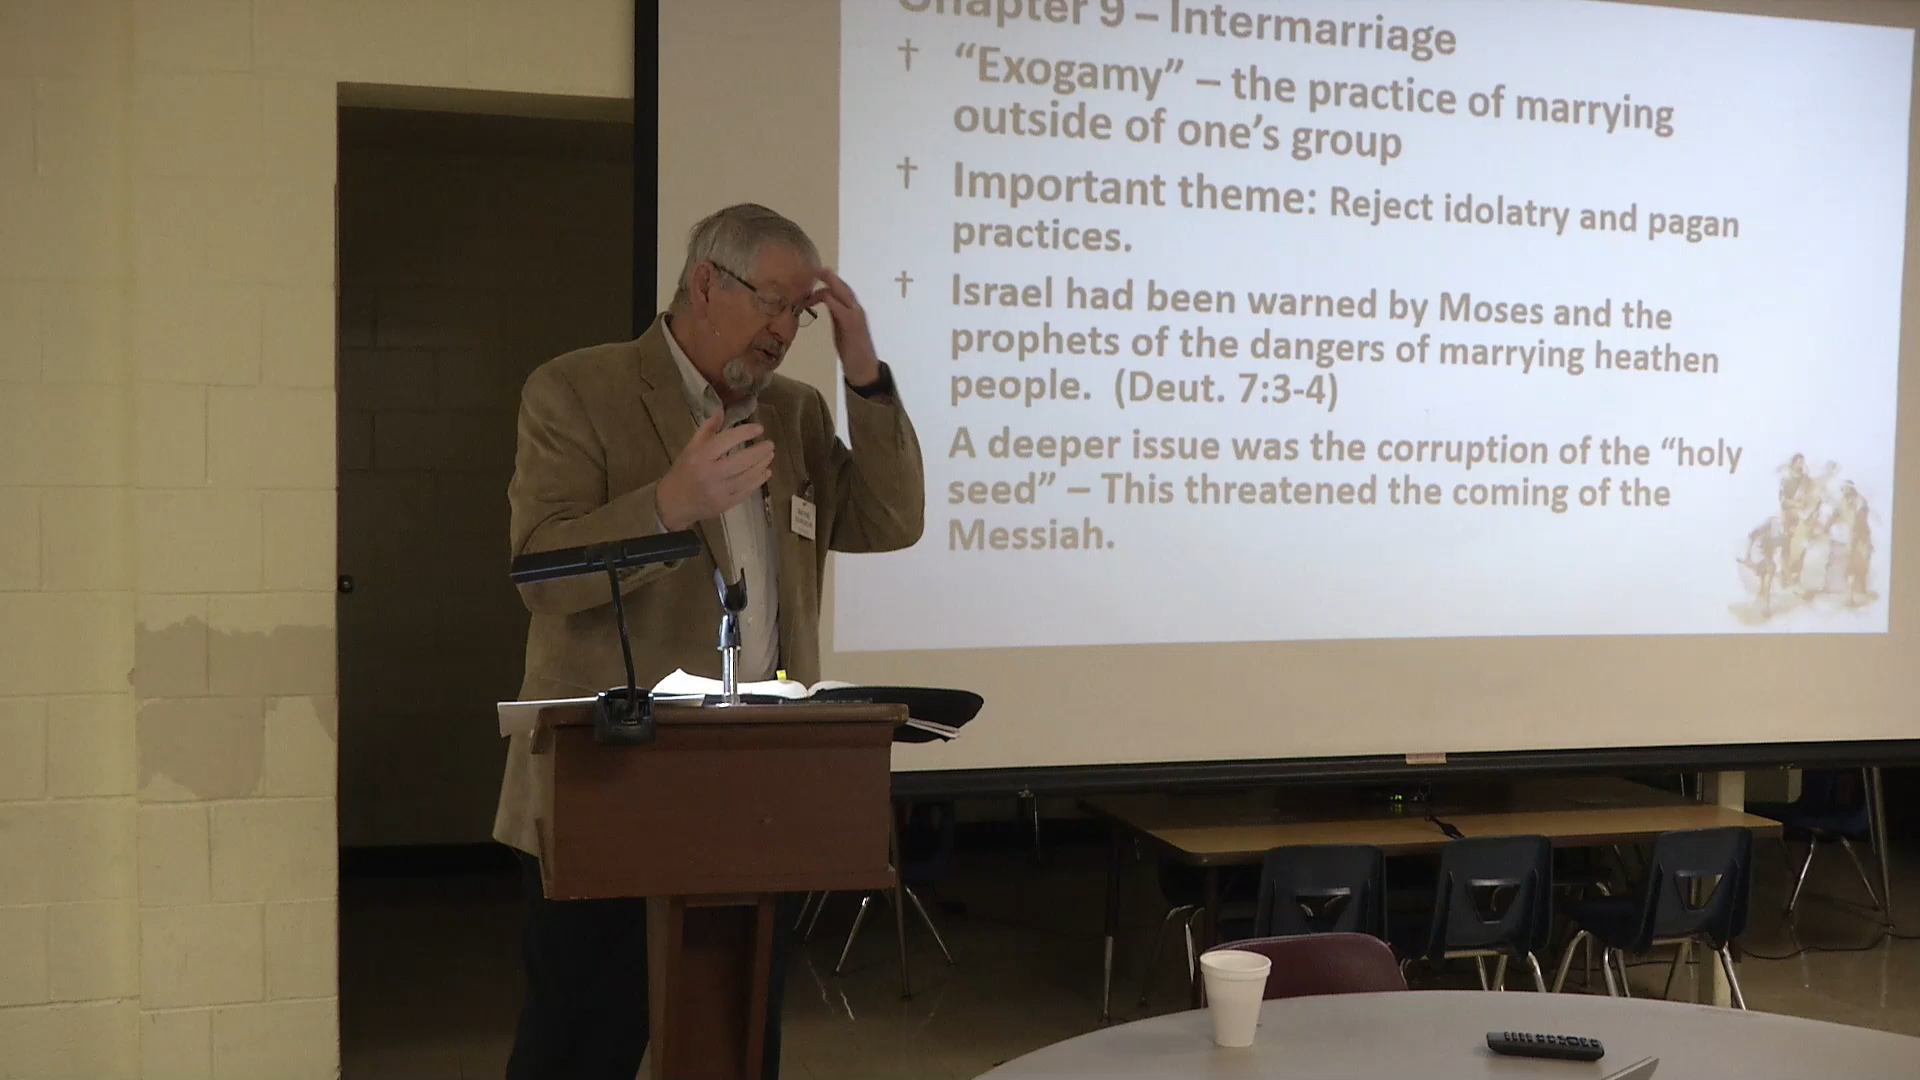 Chapter 9 – Intermarriage
† “Exogamy” – the practice of marrying
outside of one’s group
† Important theme: Reject idolatry and pagan
practices.
† Israel had been warned by Moses and the
prophets of the dangers of marrying heathen
people. (Deut. 7:3-4)
A deeper issue was the corruption of the “holy
seed” – This threatened the coming of the
Messiah.